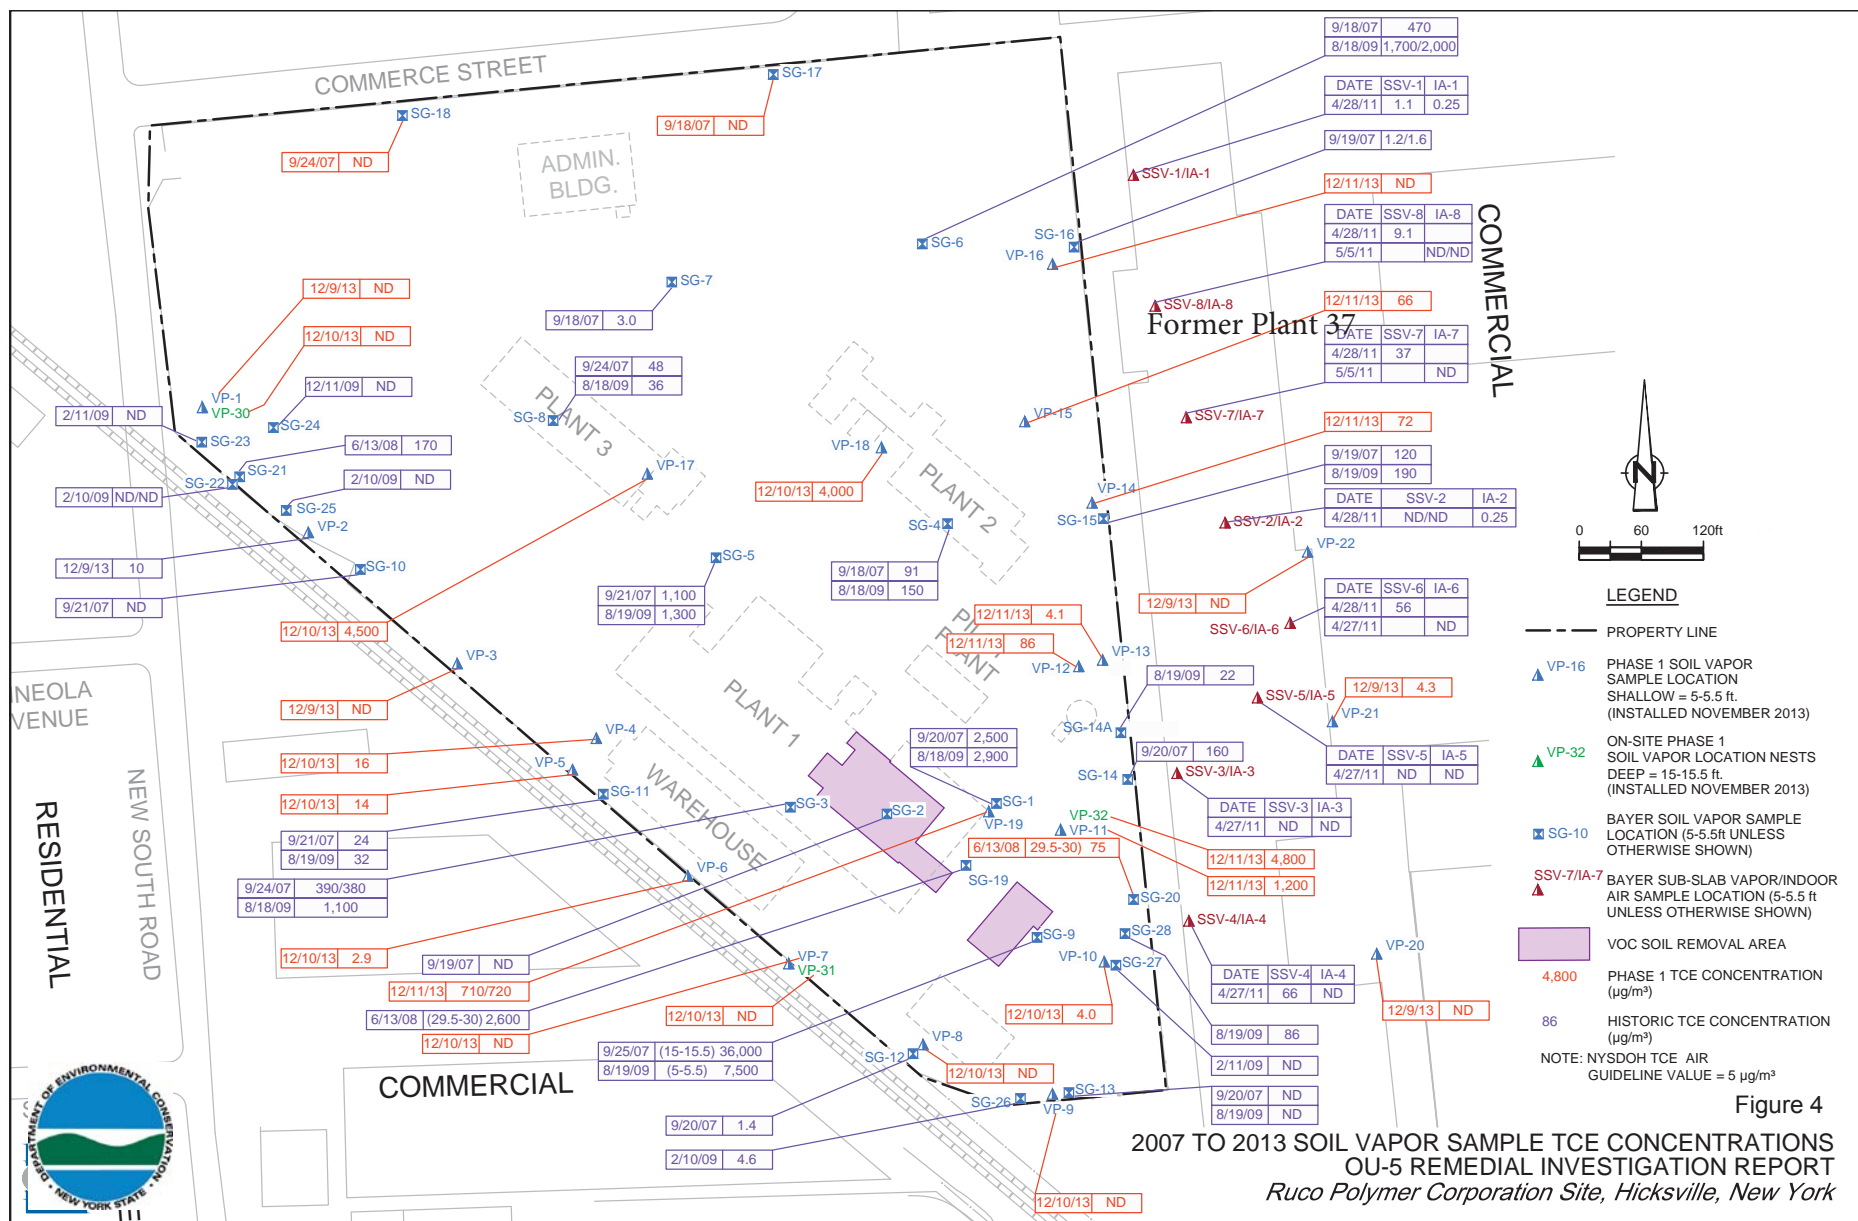 COMMERCE STREET
SG-17
SG-18
9/18/07 ND
9/24/07 ND
ADMIN.
BLDG.
9/18/07 470
8/18/09 1,700/2,000
DATE SSV-1 IA-1
4/28/11 1.1 0.25
9/19/07 1.2/1.6
SSV-1/IA-1
12/11/13 ND
DATE SSV-8 IA-8
4/28/11 9.1
5/5/11 ND/ND
COMMERCIAL
SG-6
SG-16
VP-16
SG-7
12/9/13 ND
SSV-8/IA-8
12/11/13 66
Former Plant 37
9/18/07 3.0
12/10/13 ND
DATE SSV-7 IA-7
4/28/11 37
5/5/11 ND
9/24/07 48
8/18/09 36
12/11/09 ND
PLANT 3
VP-1
VP-30
2/11/09 ND
SG-24
SG-23
SG-8
VP-15
SSV-7/IA-7
12/11/13 72
6/13/08 170
VP-18
PLANT 2
9/19/07 120
8/19/09 190
SG-21
SG-22
VP-17
2/10/09 ND
2/10/09 ND/ND
12/10/13 4,000
VP-14
SG-15
DATE SSV-2 IA-2
4/28/11 ND/ND 0.25
N
SG-25
VP-2
SG-4
SSV-2/IA-2
0 60 120ft
VP-22
SG-5
12/9/13 10
SG-10
9/18/07 91
8/18/09 150
9/21/07 1,100
8/19/09 1,300
9/21/07 ND
12/9/13 ND
DATE SSV-6 IA-6
4/28/11 56
4/27/11 ND
LEGEND
12/11/13 4.1
12/11/13 86
PLANT
12/10/13 4,500
SSV-6/IA-6
PROPERTY LINE
VP-3
VP-12
VP-13
8/19/09 22
VP-16 PHASE 1 SOIL VAPOR
SAMPLE LOCATION
SHALLOW = 5-5.5 ft.
(INSTALLED NOVEMBER 2013)
INEOLA
VENUE
PLANT 1
SSV-5/IA-5
12/9/13 4.3
VP-21
12/9/13 ND
SG-14A
9/20/07 2,500
8/18/09 2,900
9/20/07 160
VP-4
VP-32 ON-SITE PHASE 1
SOIL VAPOR LOCATION NESTS
DEEP = 15-15.5 ft.
(INSTALLED NOVEMBER 2013)
12/10/13 16
VP-5
WAREHOUSE
SG-14
SSV-3/IA-3
DATE SSV-5 IA-5
4/27/11 ND ND
RESIDENTIAL
NEW SOUTH ROAD
12/10/13 14
SG-11
SG-3
SG-2
SG-1
VP-19
VP-32
VP-11
DATE SSV-3 IA-3
4/27/11 ND ND
SG-10 BAYER SOIL VAPOR SAMPLE
LOCATION (5-5.5ft UNLESS
OTHERWISE SHOWN)
9/21/07 24
8/19/09 32
6/13/08 (29.5-30) 75
12/11/13 4,800
12/11/13 1,200
9/24/07 390/380
8/18/09 1,100
VP-6
SG-19
SG-20
SSV-7/IA-7 BAYER SUB-SLAB VAPOR/INDOOR
AIR SAMPLE LOCATION (5-5.5 ft
UNLESS OTHERWISE SHOWN)
SSV-4/IA-4
SG-9
SG-28
VOC SOIL REMOVAL AREA
12/10/13 2.9
9/19/07 ND
VP-7
VP-31
VP-10
SG-27
VP-20
DATE SSV-4 IA-4
4/27/11 66 ND
4,800 PHASE 1 TCE CONCENTRATION
(µg/m³)
12/11/13 710/720
6/13/08 (29.5-30) 2,600
12/10/13 ND
12/10/13 ND
12/10/13 4.0
12/9/13 ND
86 HISTORIC TCE CONCENTRATION
(µg/m³)
8/19/09 86
9/25/07 (15-15.5) 36,000
8/19/09 (5-5.5) 7,500
VP-8
SG-12
2/11/09 ND
NOTE: NYSDOH TCE AIR
GUIDELINE VALUE = 5 µg/m³
COMMERCIAL
12/10/13 ND
SG-26
VP-9
SG-13
9/20/07 ND
8/19/09 ND
9/20/07 1.4
2/10/09 4.6
12/10/13 ND
Figure 4
2007 TO 2013 SOIL VAPOR SAMPLE TCE CONCENTRATIONS
OU-5 REMEDIAL INVESTIGATION REPORT
Ruco Polymer Corporation Site, Hicksville, New York
DEPARTMENT OF ENVIRONMENTAL CONSERVATION
NEW YORK STATE